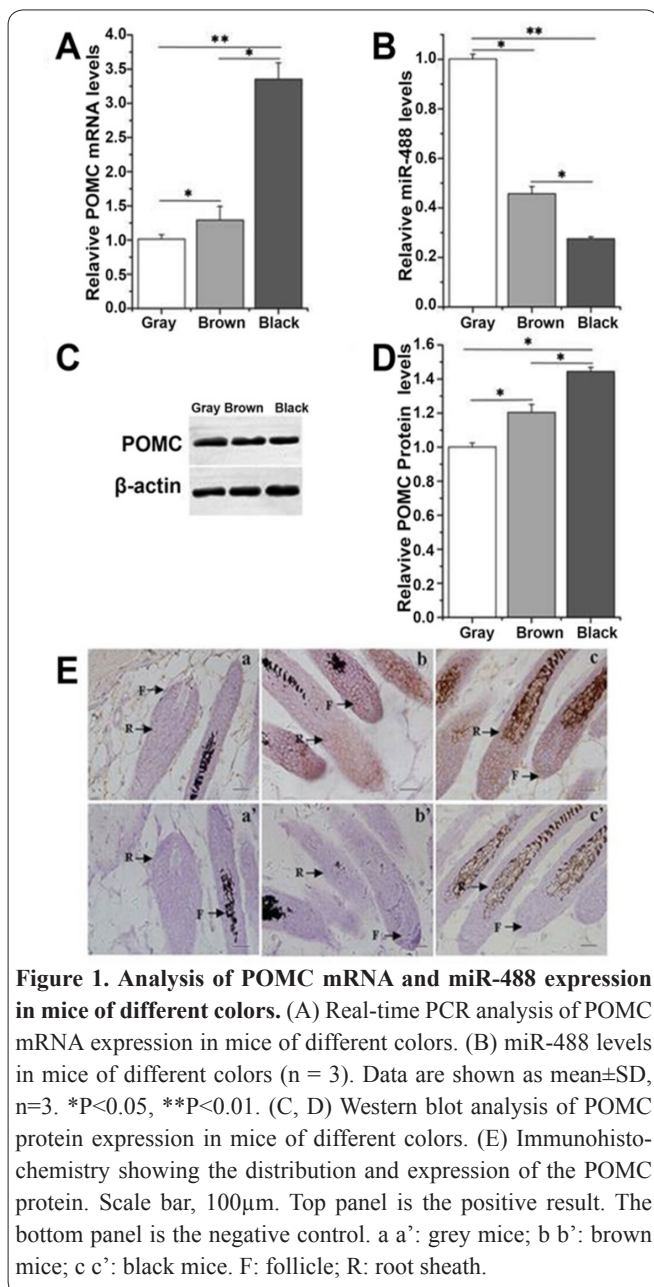 A
Relavive POMC mRNA levels
4.0
3.5
3.0
2.5
2.0
1.5
1.0
0.5
0.0
**
*
*
Gray Brown Black
B
Relavive miR-488 levels
1.0
0.8
0.6
0.4
0.2
0.0
**
*
*
Gray Brown Black
C
Gray Brown Black
POMC
β-actin
D
Relavive POMC Protein levels
1.6
1.4
1.2
1.0
0.8
0.6
0.4
0.2
0.0
*
*
*
Gray Brown Black
E
a
F
R
b
F
R
c
R
F
a'
R
F
b'
R
F
c'
R
F
Figure 1. Analysis of POMC mRNA and miR-488 expression
in mice of different colors. (A) Real-time PCR analysis of POMC
mRNA expression in mice of different colors. (B) miR-488 levels
in mice of different colors (n = 3). Data are shown as mean±SD,
n=3. *P<0.05, **P<0.01. (C, D) Western blot analysis of POMC
protein expression in mice of different colors. (E) Immunohisto-
chemistry showing the distribution and expression of the POMC
protein. Scale bar, 100µm. Top panel is the positive result. The
bottom panel is the negative control. a a’: grey mice; b b’: brown
mice; c c’: black mice. F: follicle; R: root sheath.